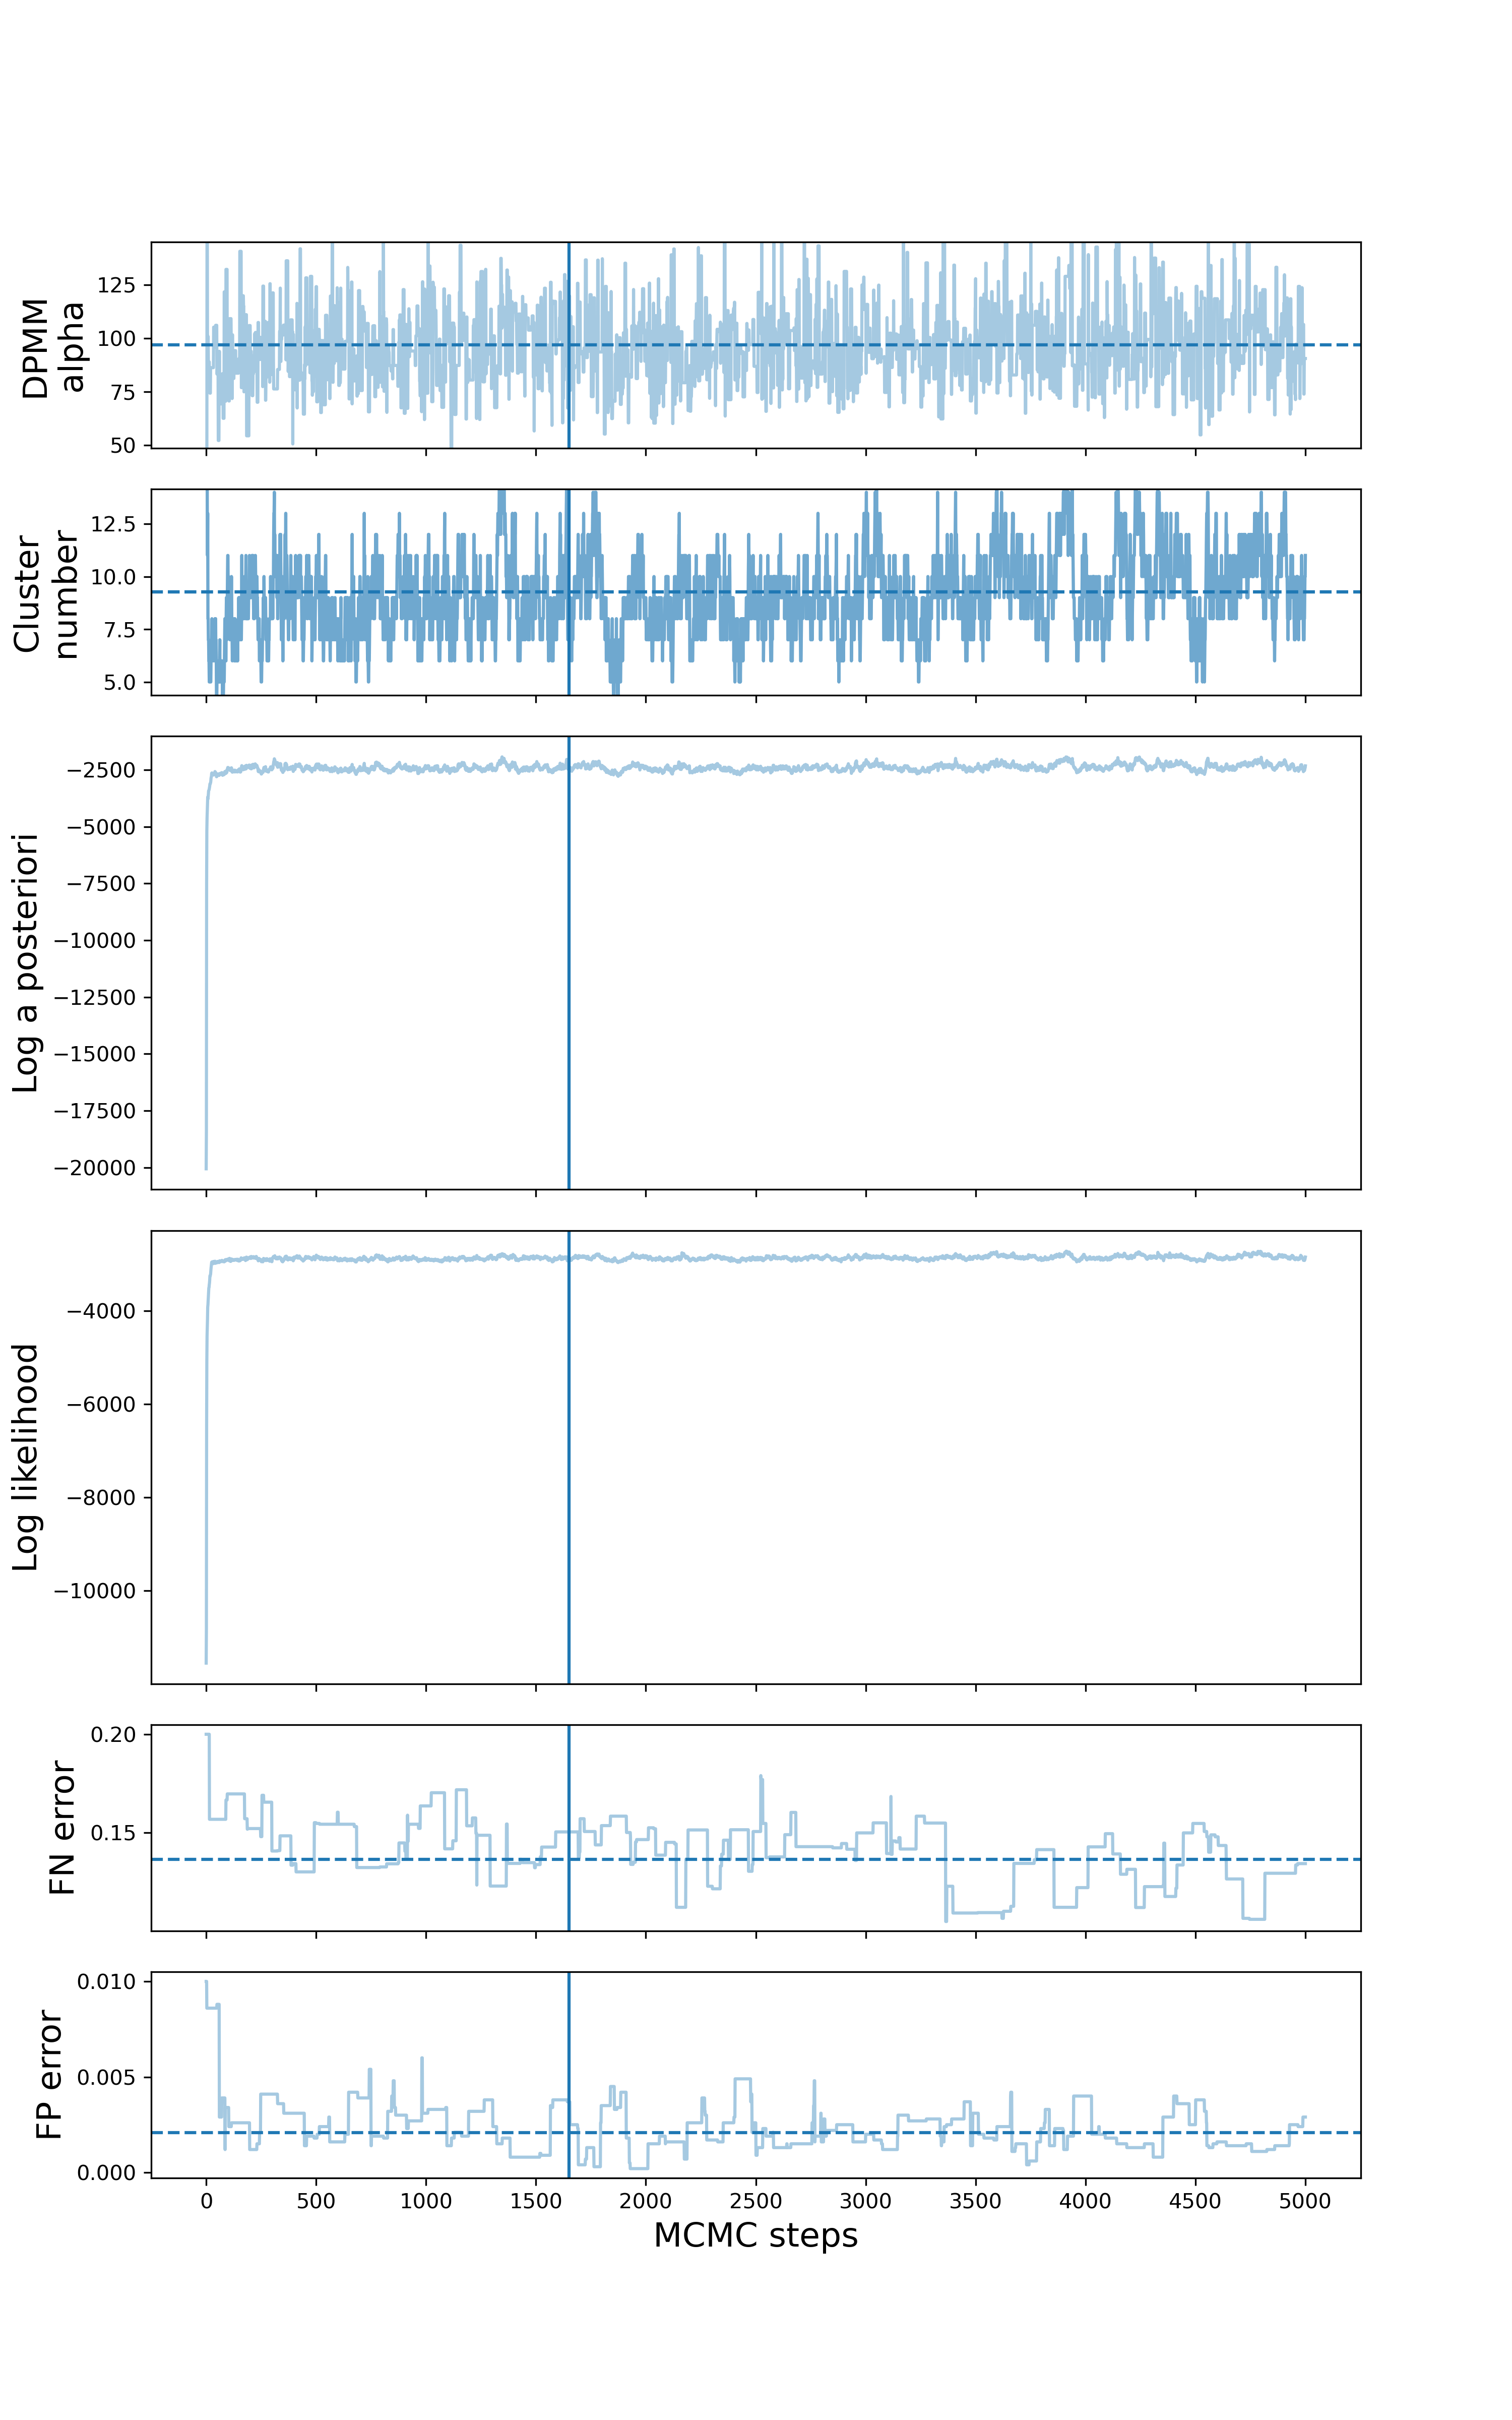 DPMM
alpha
125
100
75
50
Cluster
number
12.5
10.0
7.5
5.0
Log a posteriori
−2500
−5000
−7500
−10000
−12500
−15000
−17500
−20000
Log likelihood
−4000
−6000
−8000
−10000
FN error
0.20
0.15
FP error
0.010
0.005
0.000
0 500 1000 1500 2000 2500 3000 3500 4000 4500 5000
MCMC steps